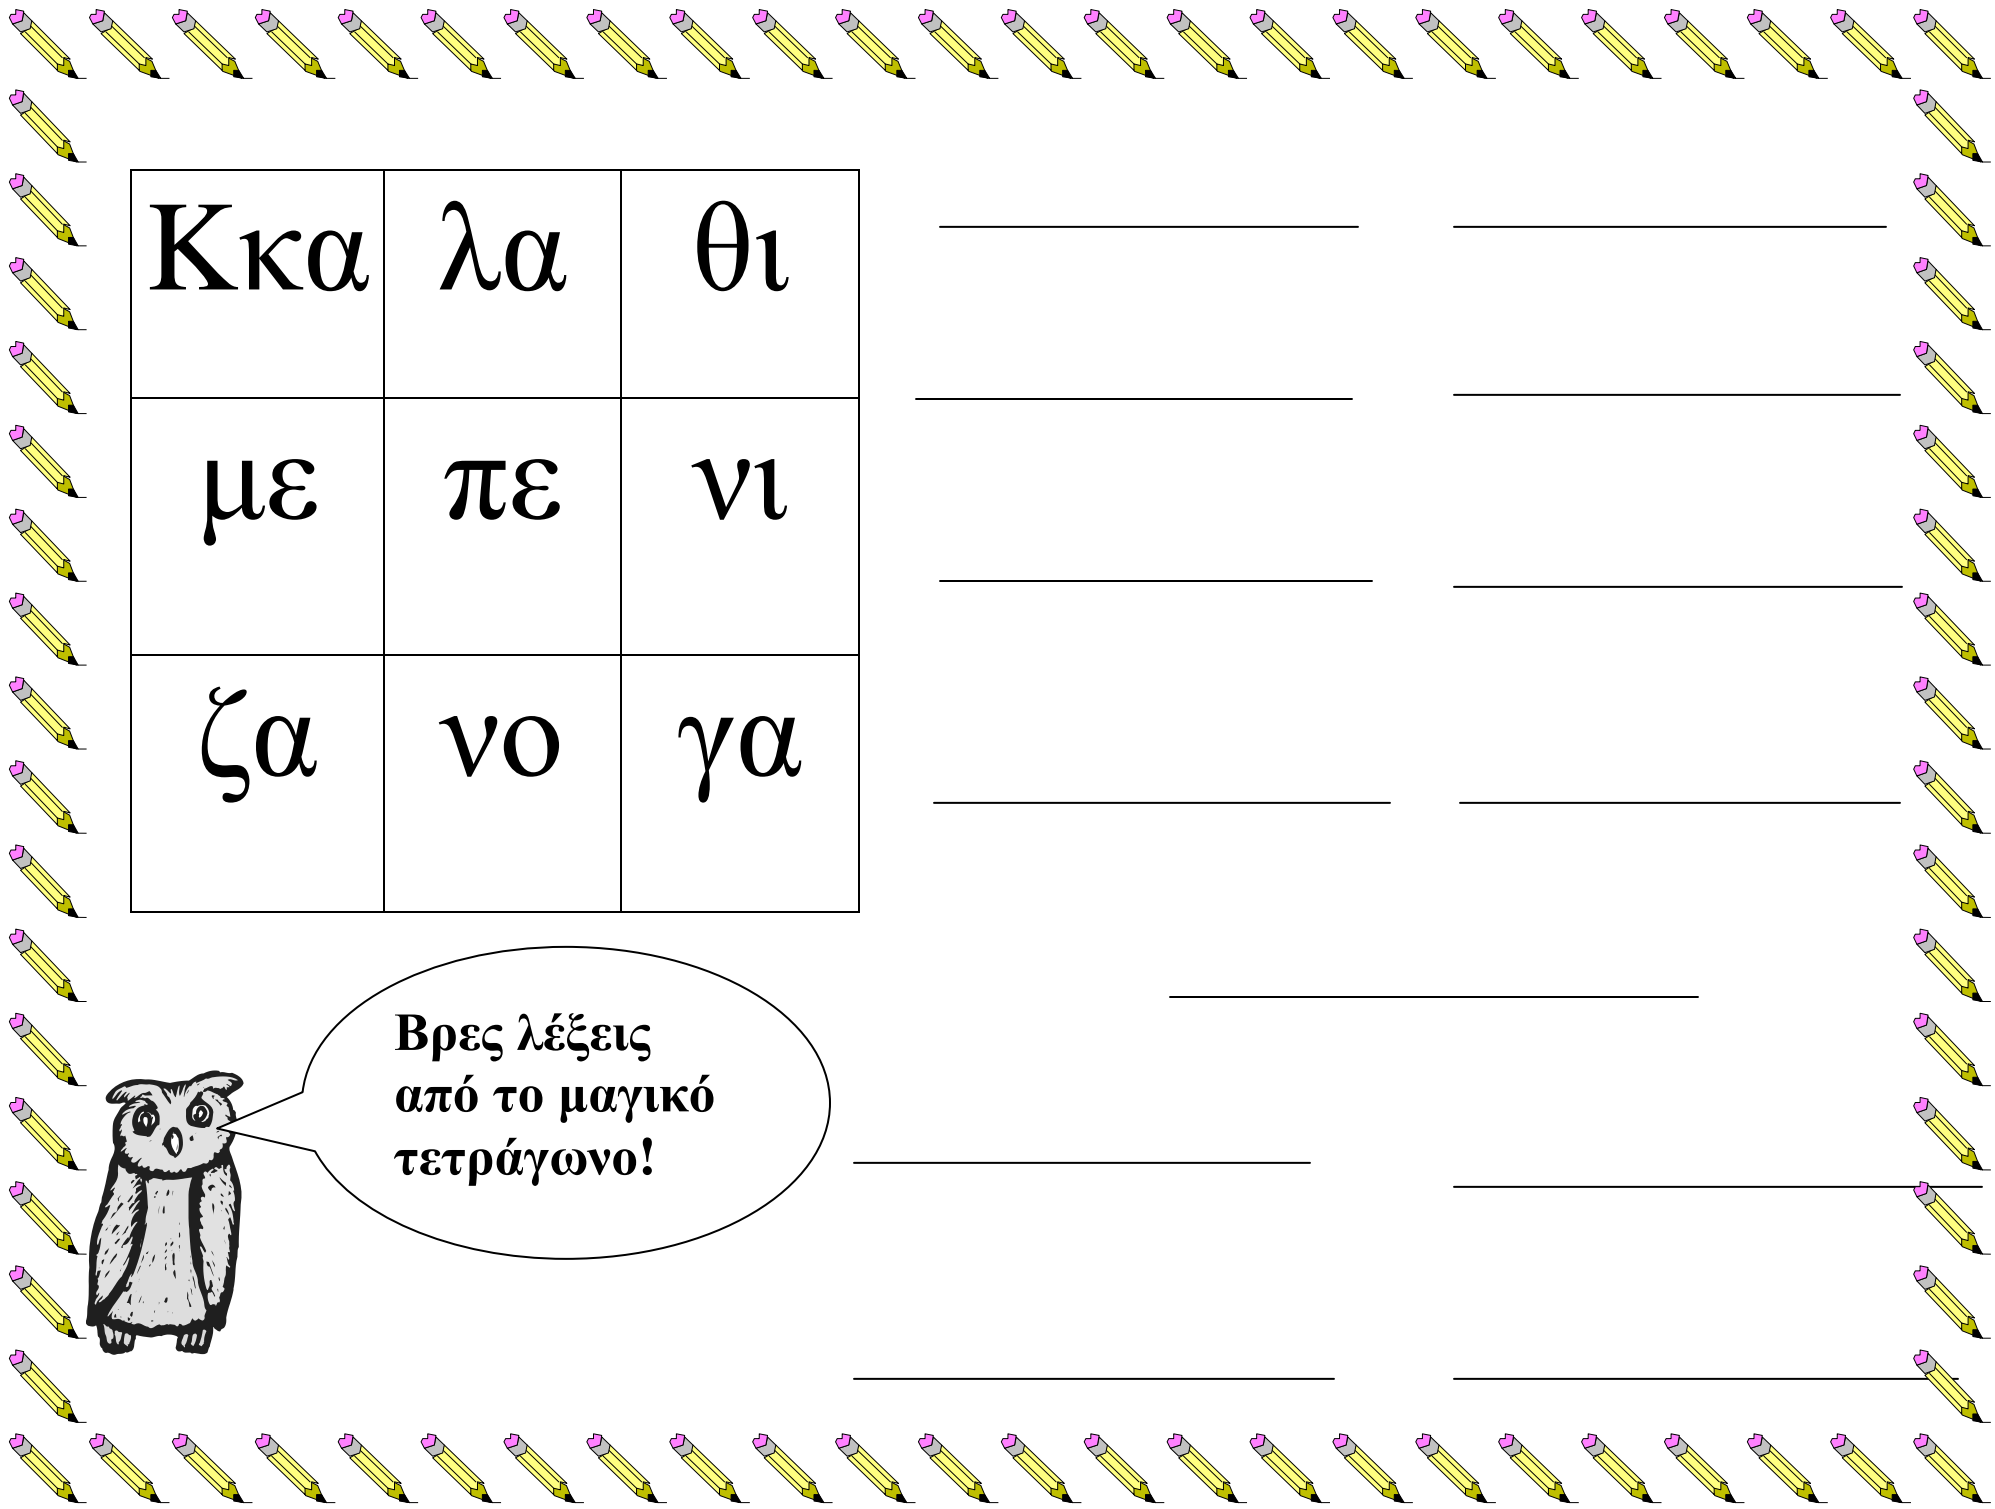 Κκα λα θι
με πε νι
ζα νο γα
Βρες λέξεις
από το μαγικό
τετράγωνο!